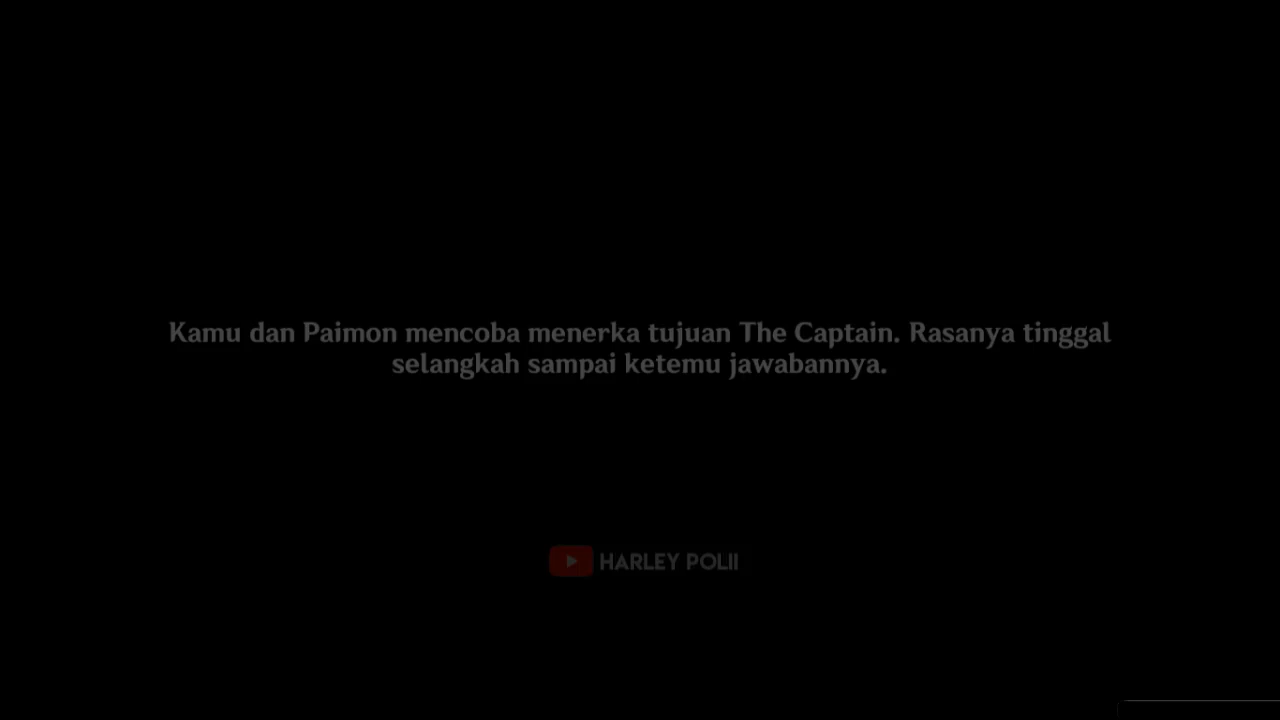 Kamu dan Paimon mencoba menerka tujuan The Captain. Rasanya tinggal
selangkah sampai ketemu jawabannya.
HARLEY POLII